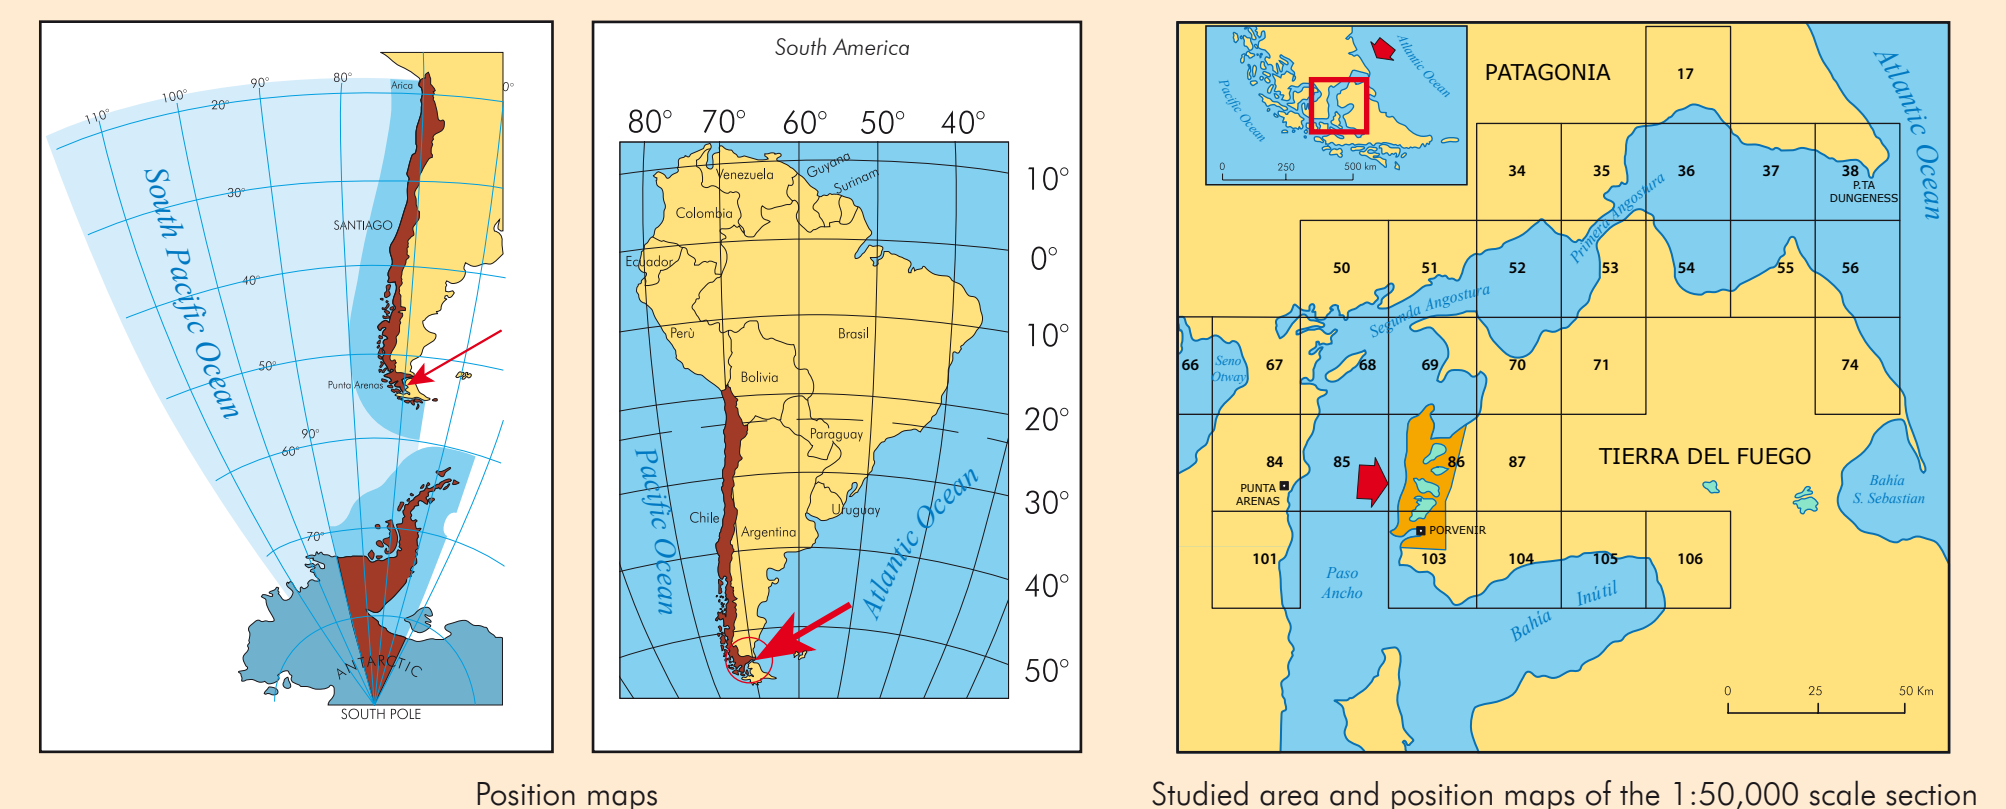 110°
100°
90°
80°
20°
Arica
0°
South Pacific Ocean
30°
SANTIAGO
40°
50°
Punta Arenas
90°
60°
70°
ANTARCTIC
SOUTH POLE
South America
80° 70° 60° 50° 40°
10°
0°
10°
20°
30°
40°
50°
Venezuela
Guyana
Surinam
Colombia
Ecuador
Perù
Brasil
Bolivia
Paraguay
Chile
Uruguay
Argentina
Pacific Ocean
Atlantic Ocean
Pacific Ocean
Atlantic Ocean
0 250 500 km
PATAGONIA
17
Atlantic Ocean
34 35 36 37 38
P.TA
DUNGENESS
Primera Angostura
50 51 52 53 54 55 56
Segunda Angostura
66
Seno
Otway
67 68 69 70 71 74
84 85 86 87
TIERRA DEL FUEGO
PUNTA
ARENAS
Bahía
S. Sebastian
PORVENIR
101 103 104 105 106
Paso
Ancho
Bahia Inútil
0 25 50 Km
Position maps
Studied area and position maps of the 1:50,000 scale section